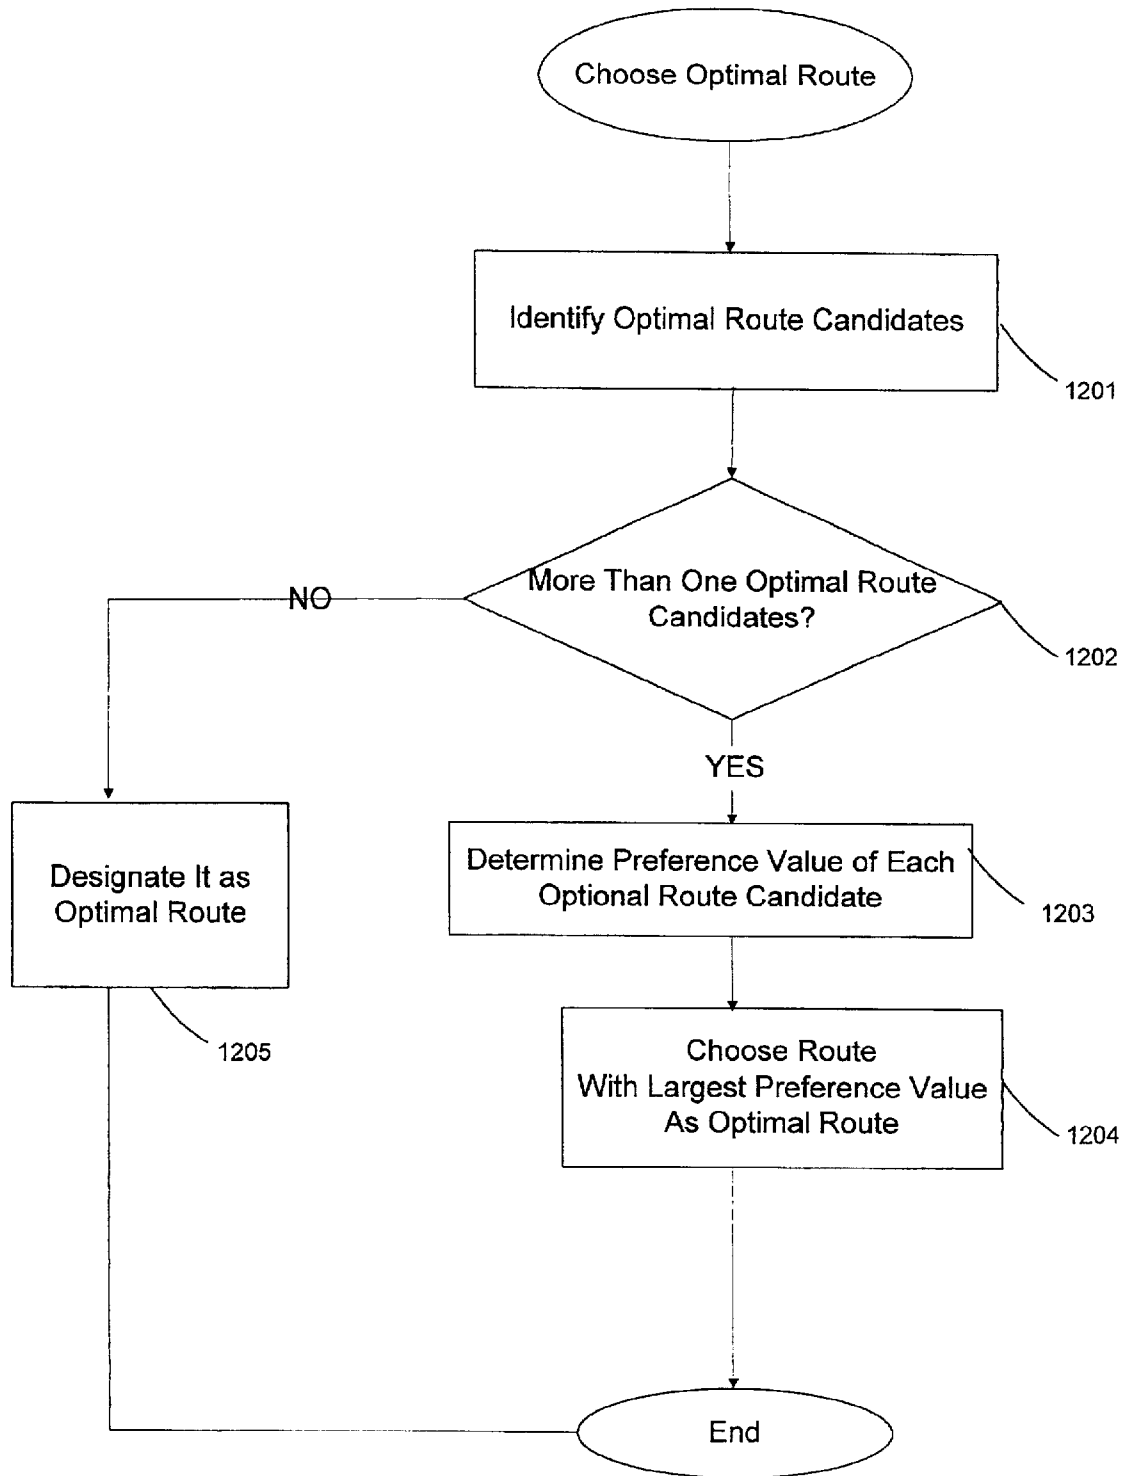 Choose Optimal Route
Identify Optimal Route Candidates
1201
More Than One Optimal Route
Candidates?
1202
NO
YES
Designate It as
Optimal Route
1205
Determine Preference Value of Each
Optional Route Candidate
1203
Choose Route
With Largest Preference Value
As Optimal Route
1204
End